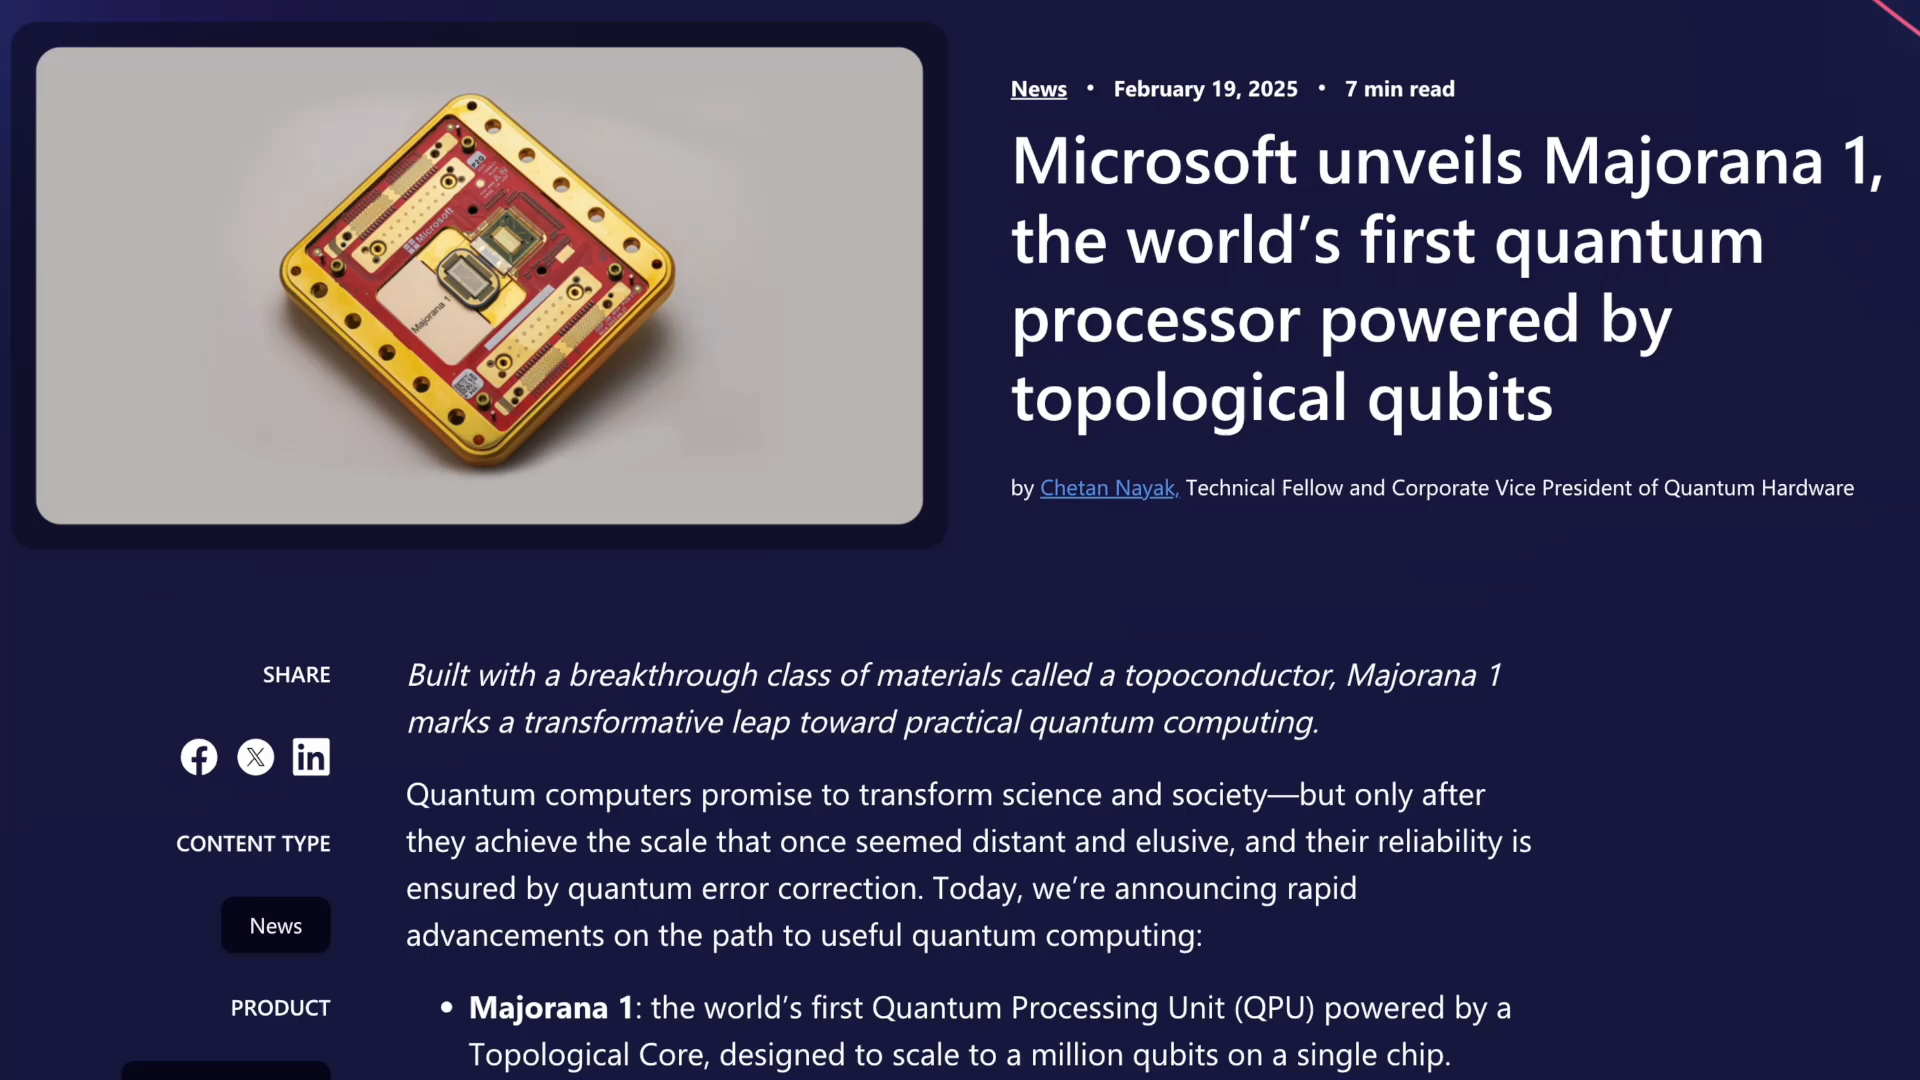 Microsoft
Majorana 1
News • February 19, 2025 • 7 min read
Microsoft unveils Majorana 1,
the world’s first quantum
processor powered by
topological qubits
by Chetan Nayak, Technical Fellow and Corporate Vice President of Quantum Hardware
SHARE
CONTENT TYPE
News
PRODUCT
Built with a breakthrough class of materials called a topoconductor, Majorana 1
marks a transformative leap toward practical quantum computing.
Quantum computers promise to transform science and society—but only after
they achieve the scale that once seemed distant and elusive, and their reliability is
ensured by quantum error correction. Today, we’re announcing rapid
advancements on the path to useful quantum computing:
• Majorana 1: the world’s first Quantum Processing Unit (QPU) powered by a
Topological Core, designed to scale to a million qubits on a single chip.